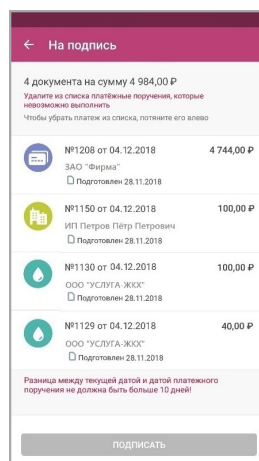 ← На подпись
4 документа на сумму 4 984,00 ₽
Удалите из списка платёжные поручения, которые
невозможно выполнить
Чтобы убрать платеж из списка, потяните его влево
№1208 от 04.12.2018 4 744,00 ₽
ЗАО "Фирма"
Подготовлен 28.11.2018
№1150 от 04.12.2018 100,00 ₽
ИП Петров Пётр Петрович
Подготовлен 28.11.2018
№1130 от 04.12.2018 100,00 ₽
ООО "УСЛУГА-ЖКХ"
Подготовлен 28.11.2018
№1129 от 04.12.2018 40,00 ₽
ООО "УСЛУГА-ЖКХ"
Подготовлен 28.11.2018
Разница между текущей датой и датой платежного
поручения не должна быть больше 10 дней!
ПОДПИСАТЬ